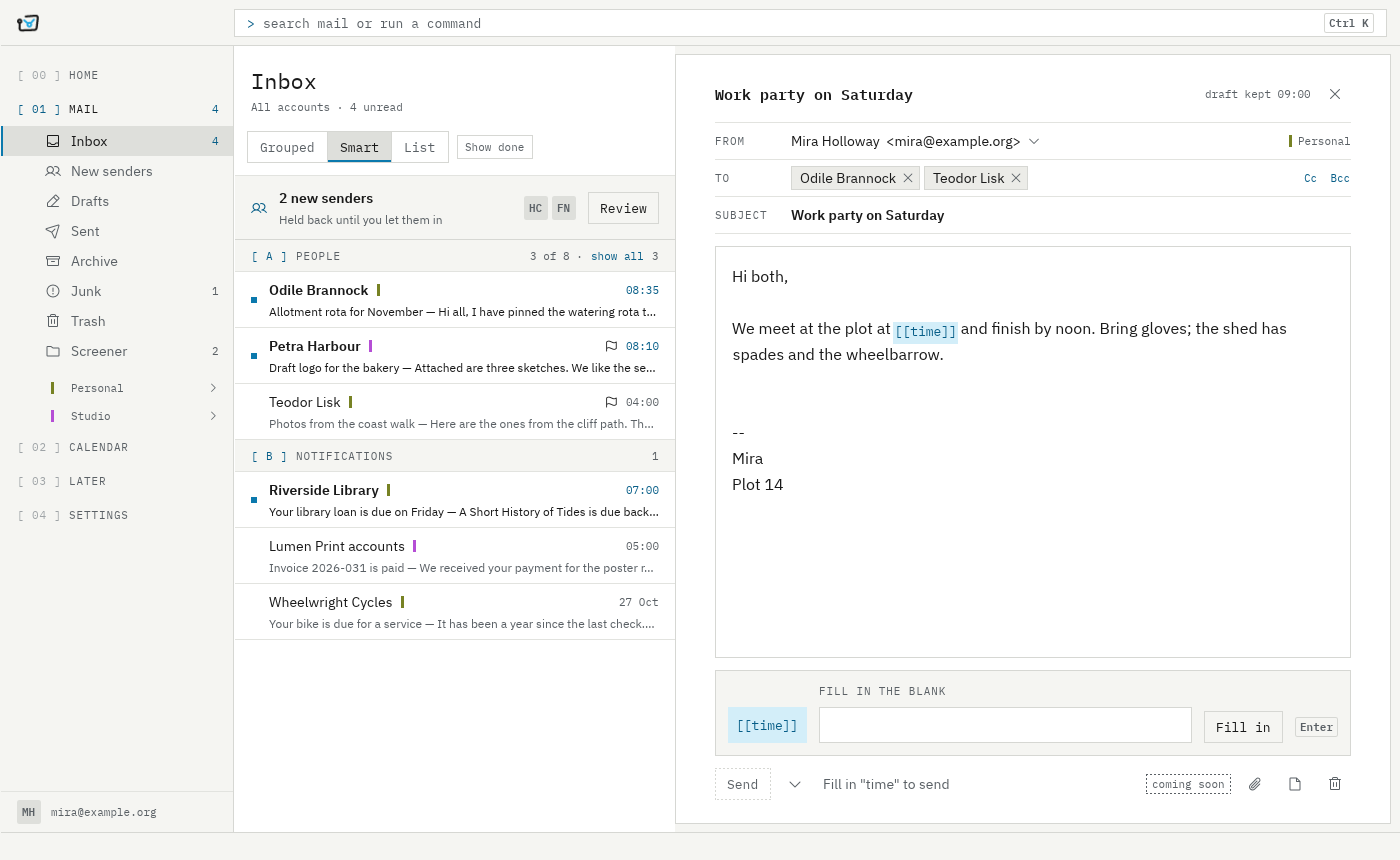 > search mail or run a command
Ctrl K
[ 00 ] HOME
[ 01 ] MAIL 4
Inbox 4
New senders
Drafts
Sent
Archive
Junk 1
Trash
Screener 2
Personal
Studio
[ 02 ] CALENDAR
[ 03 ] LATER
[ 04 ] SETTINGS
MH mira@example.org
Inbox
All accounts · 4 unread
Grouped Smart List Show done
2 new senders
Held back until you let them in
HC FN Review
[ A ] PEOPLE 3 of 8 · show all 3
Odile Brannock 08:35
Allotment rota for November — Hi all, I have pinned the watering rota t…
Petra Harbour 08:10
Draft logo for the bakery — Attached are three sketches. We like the se…
Teodor Lisk 04:00
Photos from the coast walk — Here are the ones from the cliff path. Th…
[ B ] NOTIFICATIONS 1
Riverside Library 07:00
Your library loan is due on Friday — A Short History of Tides is due back…
Lumen Print accounts 05:00
Invoice 2026-031 is paid — We received your payment for the poster r…
Wheelwright Cycles 27 Oct
Your bike is due for a service — It has been a year since the last check.…
Work party on Saturday draft kept 09:00
FROM Mira Holloway <mira@example.org> Personal
TO Odile Brannock Teodor Lisk Cc Bcc
SUBJECT Work party on Saturday
Hi both,
We meet at the plot at [[time]] and finish by noon. Bring gloves; the shed has
spades and the wheelbarrow.
--
Mira
Plot 14
FILL IN THE BLANK
[[time]] Fill in Enter
Send Fill in "time" to send coming soon